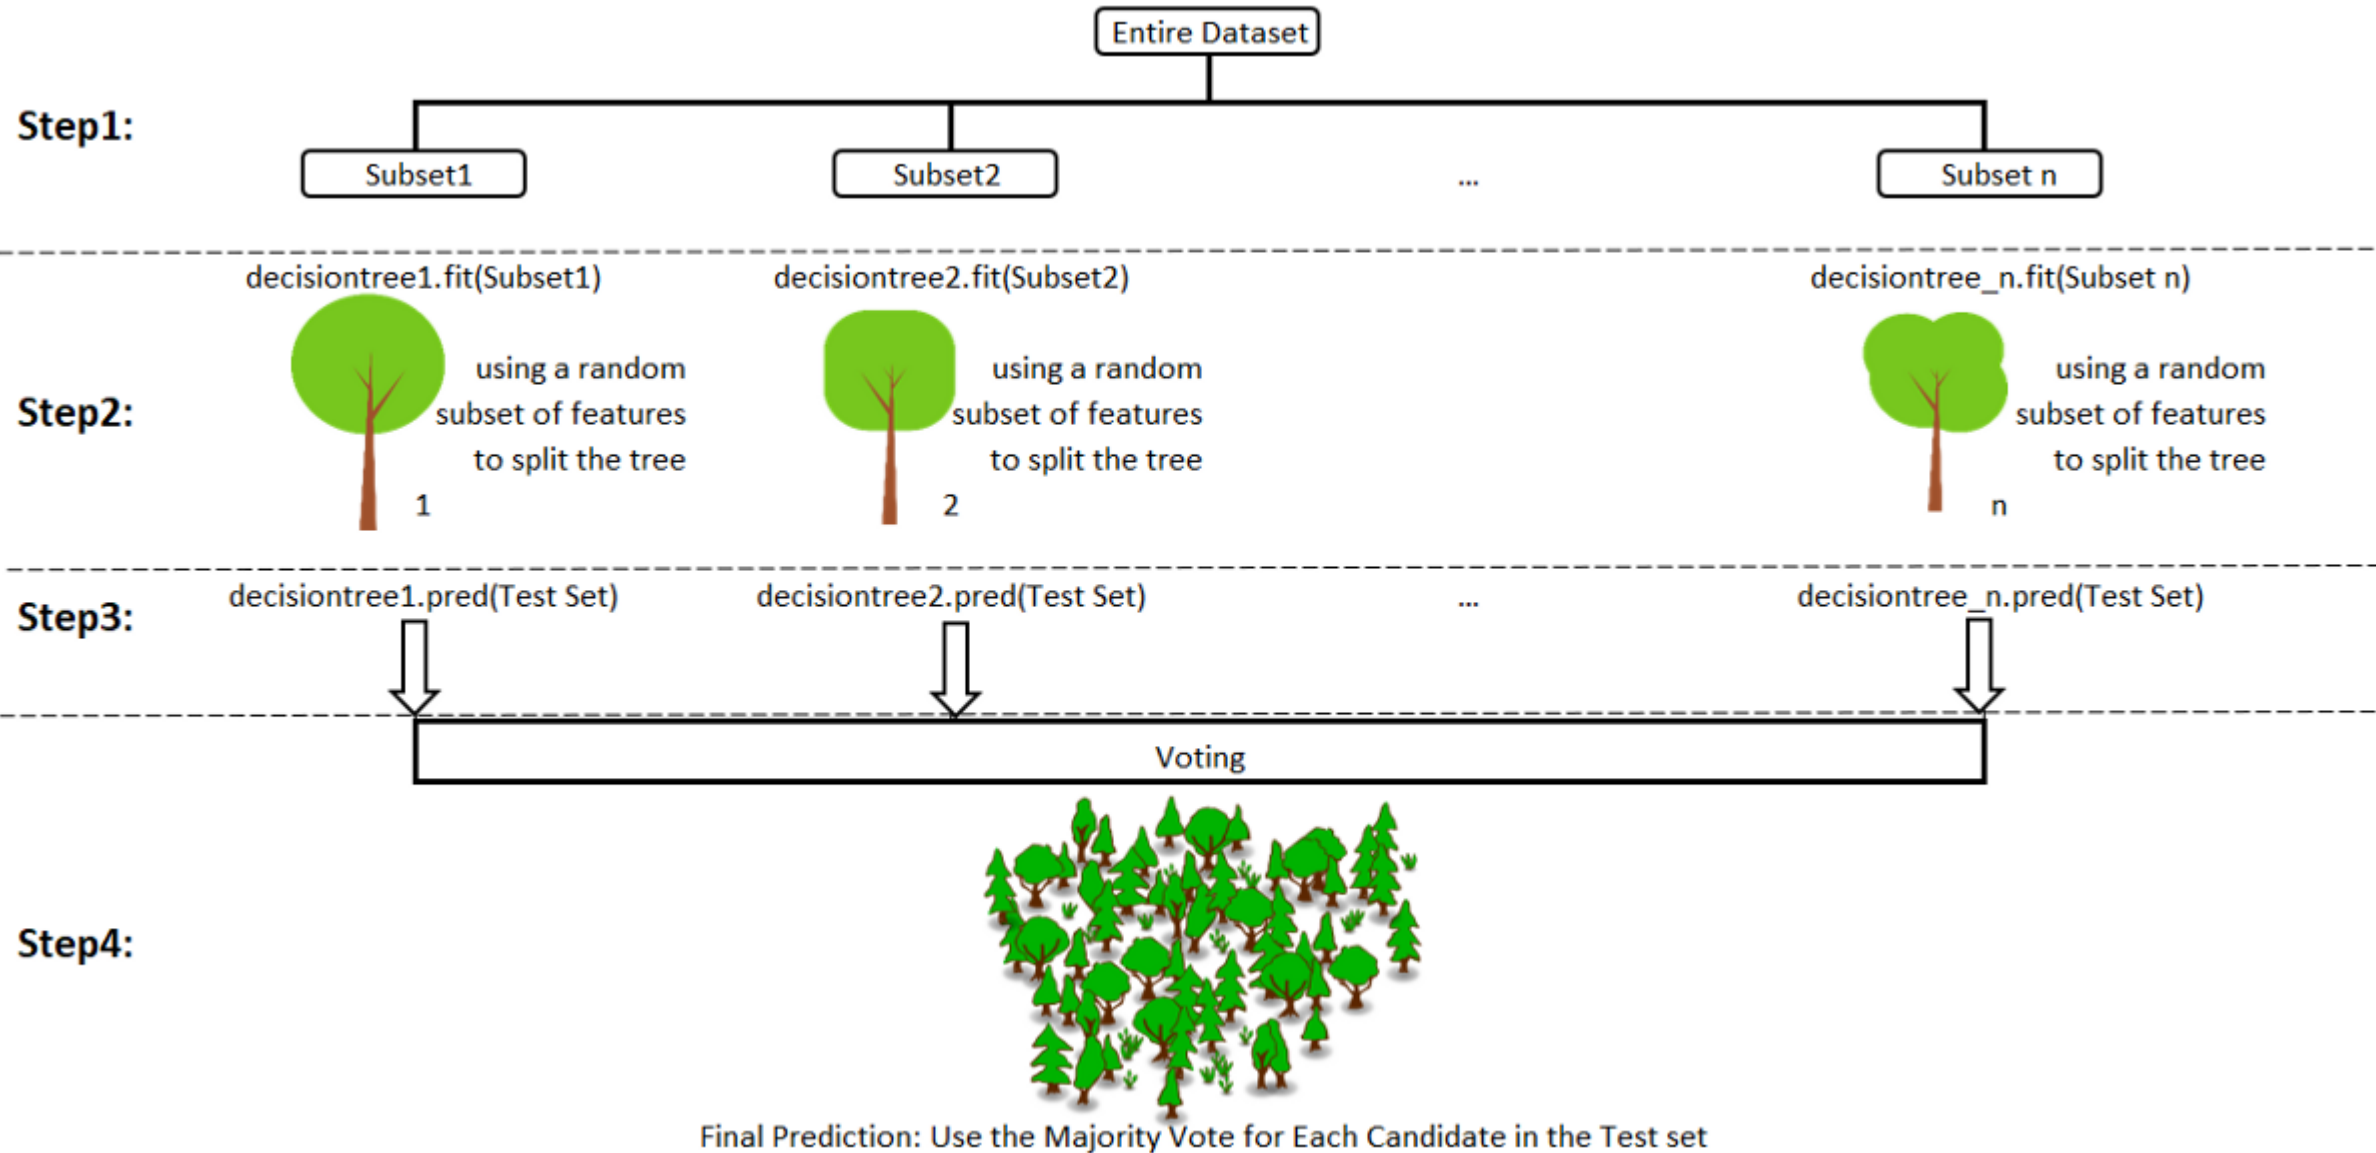 Entire Dataset
Step1:
Subset1
Subset2
...
Subset n
decisiontree1.fit(Subset1)
decisiontree2.fit(Subset2)
decisiontree_n.fit(Subset n)
Step2:
using a random
subset of features
to split the tree
1
using a random
subset of features
to split the tree
2
using a random
subset of features
to split the tree
n
Step3:
decisiontree1.pred(Test Set)
decisiontree2.pred(Test Set)
...
decisiontree_n.pred(Test Set)
Voting
Step4:
Final Prediction: Use the Majority Vote for Each Candidate in the Test set